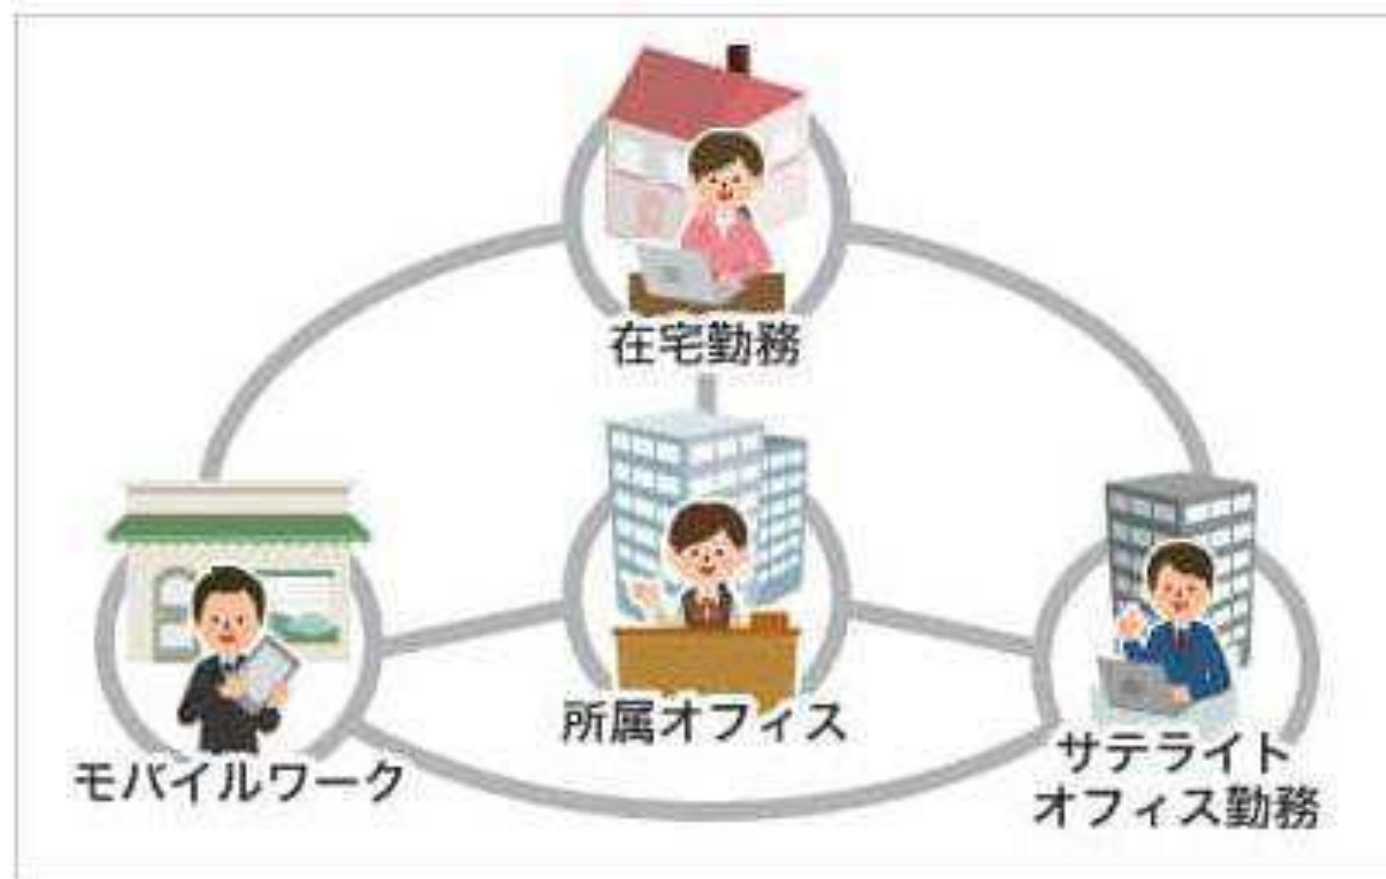 在宅勤務
所属オフィス
モバイルワーク
サテライト
オフィス勤務